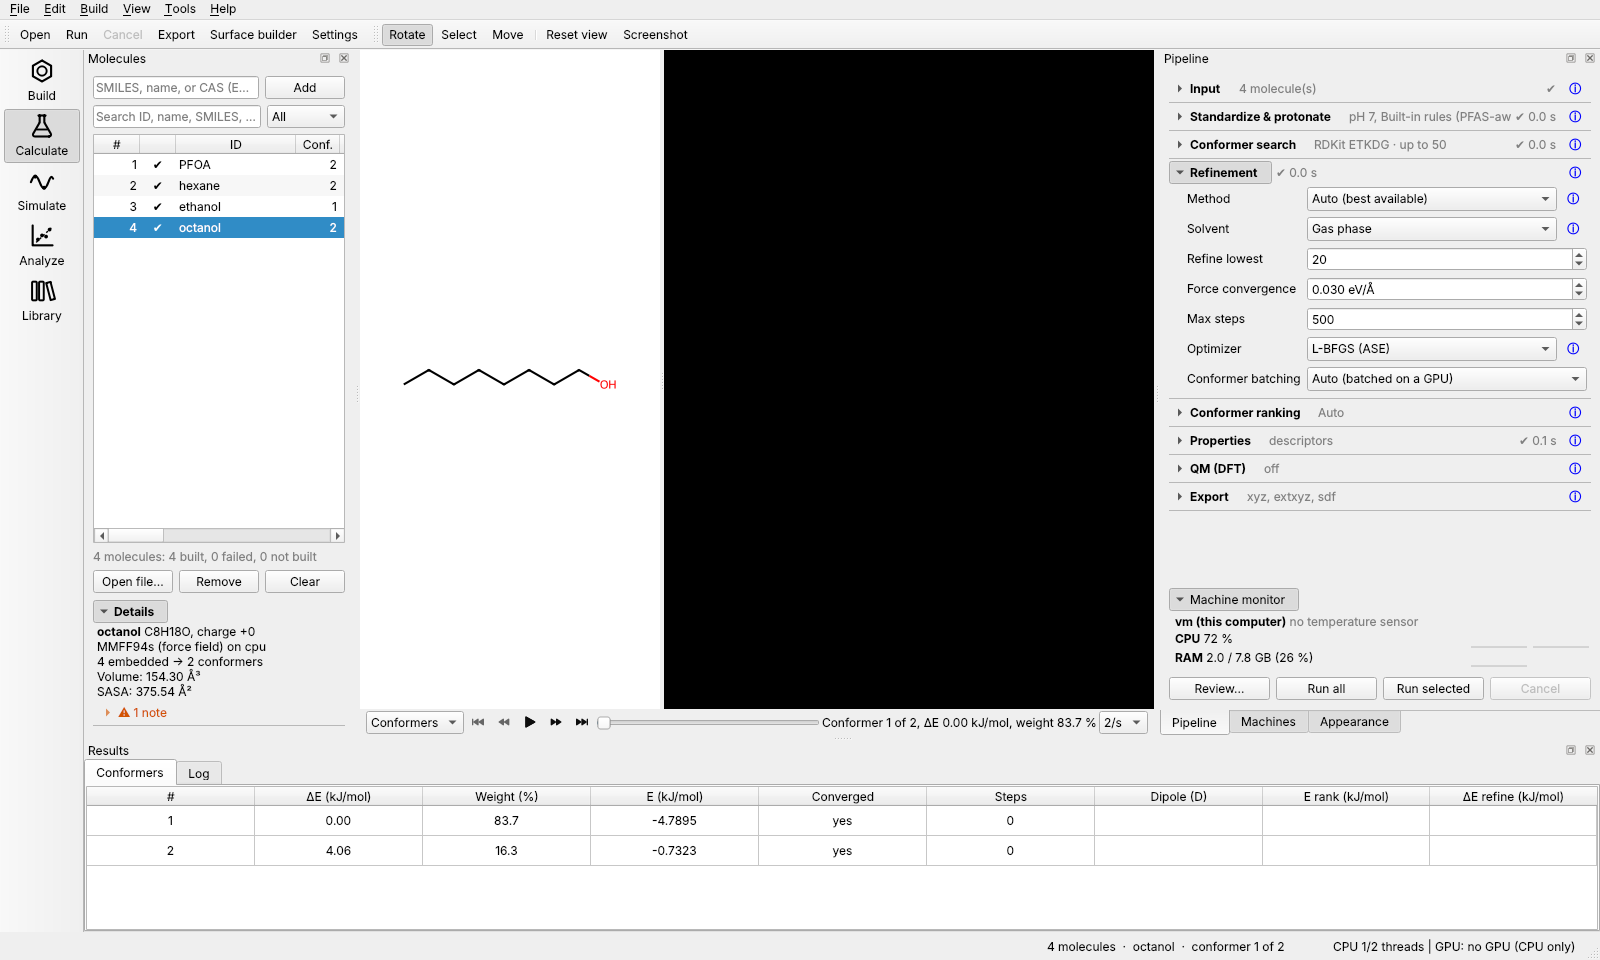 File Edit Build View Tools Help
Open Run Cancel Export Surface builder Settings Rotate Select Move Reset view Screenshot
Build
Calculate
Simulate
Analyze
Library
Molecules
SMILES, name, or CAS (E... Add
Search ID, name, SMILES, ... All
# ID Conf.
1 ✔ PFOA 2
2 ✔ hexane 2
3 ✔ ethanol 1
4 ✔ octanol 2
4 molecules: 4 built, 0 failed, 0 not built
Open file... Remove Clear
Details
octanol C8H18O, charge +0
MMFF94s (force field) on cpu
4 embedded → 2 conformers
Volume: 154.30 Å³
SASA: 375.54 Å²
1 note
OH
Conformers Conformer 1 of 2, ΔE 0.00 kJ/mol, weight 83.7 % 2/s
Pipeline
Input 4 molecule(s) ✔
Standardize & protonate pH 7, Built-in rules (PFAS-aw ✔ 0.0 s
Conformer search RDKit ETKDG · up to 50 ✔ 0.0 s
Refinement ✔ 0.0 s
Method Auto (best available)
Solvent Gas phase
Refine lowest 20
Force convergence 0.030 eV/Å
Max steps 500
Optimizer L-BFGS (ASE)
Conformer batching Auto (batched on a GPU)
Conformer ranking Auto
Properties descriptors ✔ 0.1 s
QM (DFT) off
Export xyz, extxyz, sdf
Machine monitor
vm (this computer) no temperature sensor
CPU 72 %
RAM 2.0 / 7.8 GB (26 %)
Review... Run all Run selected Cancel
Pipeline Machines Appearance
Results
Conformers Log
# ΔE (kJ/mol) Weight (%) E (kJ/mol) Converged Steps Dipole (D) E rank (kJ/mol) ΔE refine (kJ/mol)
1 0.00 83.7 -4.7895 yes 0
2 4.06 16.3 -0.7323 yes 0
4 molecules · octanol · conformer 1 of 2 CPU 1/2 threads | GPU: no GPU (CPU only)